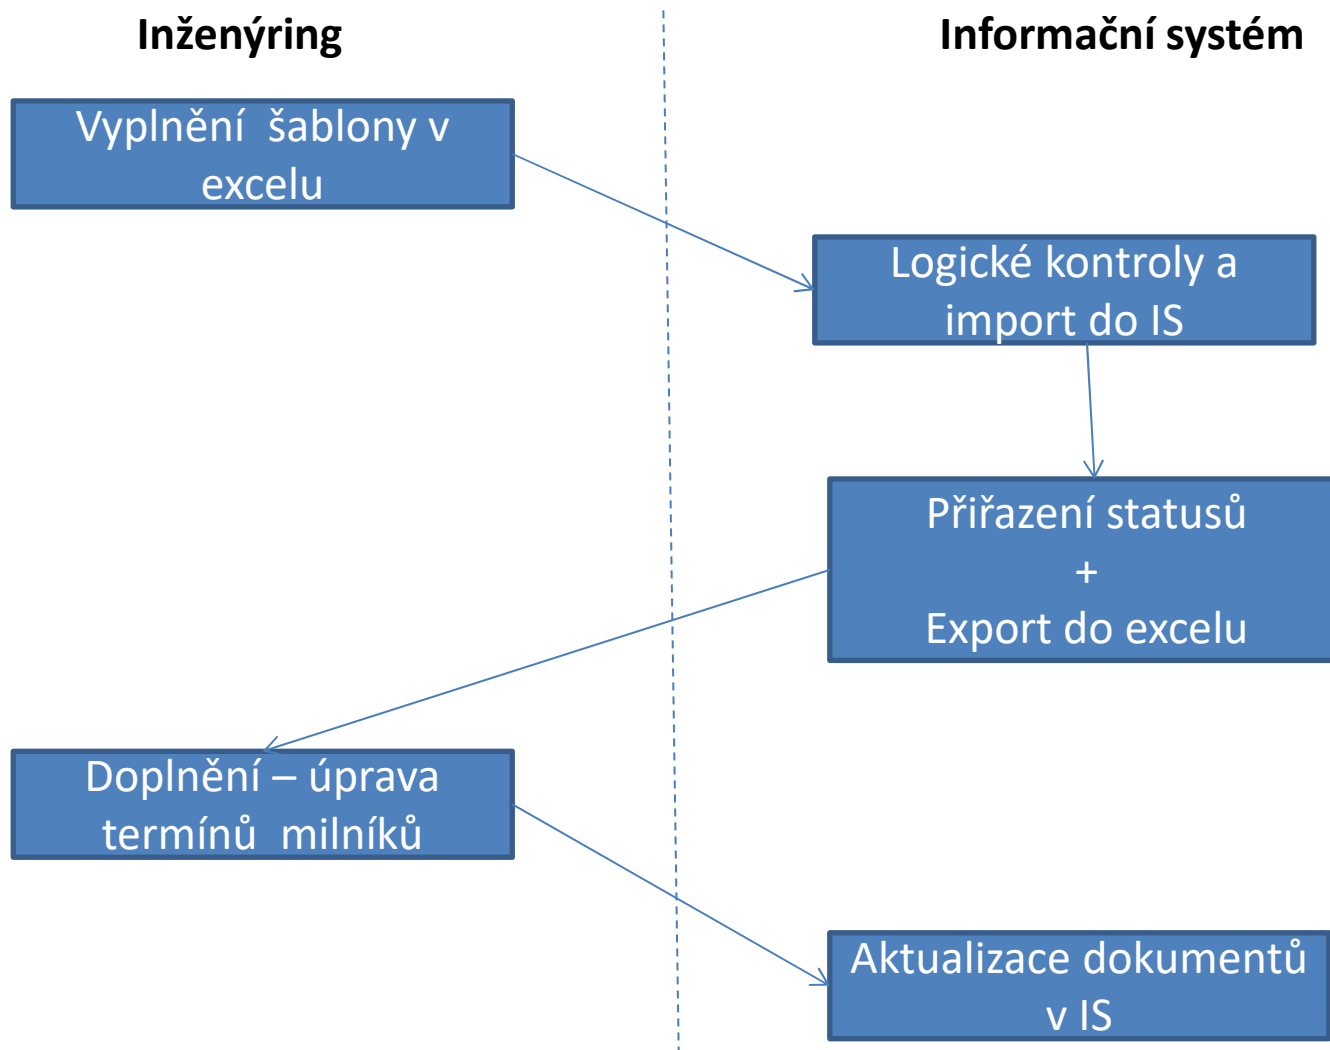 Inženýring
Informační systém
Vyplnění  šablony v
excelu
Logické kontroly a
import do IS
Přiřazení statusů
+
Export do excelu
Doplnění – úprava
termínů  milníků
Aktualizace dokumentů
v IS